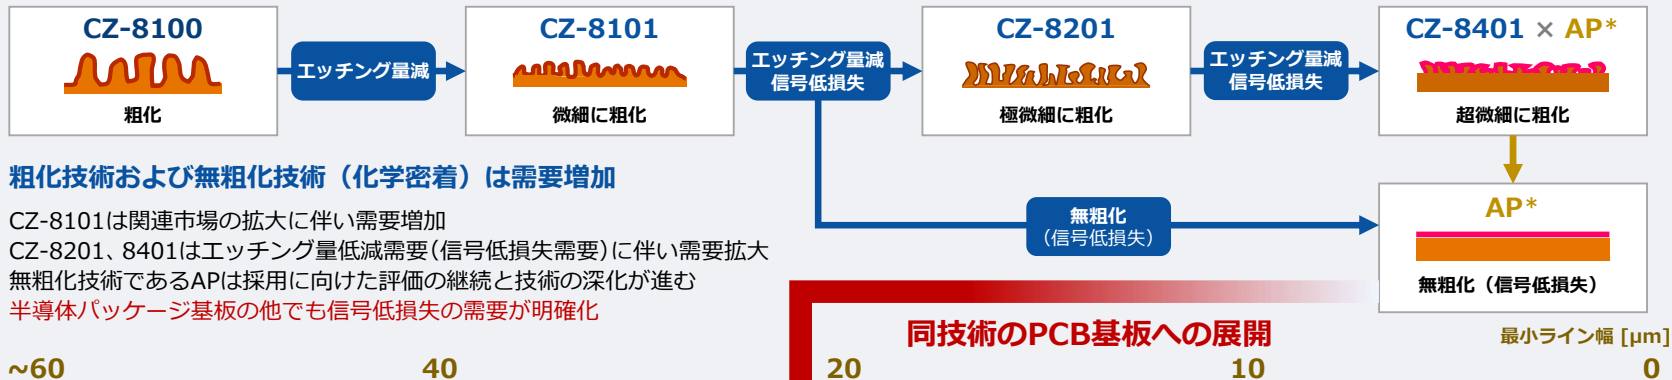 CZ-8100
粗化
エッチング量減
CZ-8101
微細に粗化
エッチング量減
信号低損失
CZ-8201
極微細に粗化
エッチング量減
信号低損失
CZ-8401 × AP*
超微細に粗化
粗化技術および無粗化技術（化学密着）は需要増加
CZ-8101は関連市場の拡大に伴い需要増加
CZ-8201、8401はエッチング量低減需要（信号低損失需要）に伴い需要拡大
無粗化技術であるAPは採用に向けた評価の継続と技術の深化が進む
半導体パッケージ基板の他でも信号低損失の需要が明確化
無粗化
（信号低損失）
AP*
無粗化（信号低損失）
同技術のPCB基板への展開
最小ライン幅 [μm]
~60
40
20
10
0